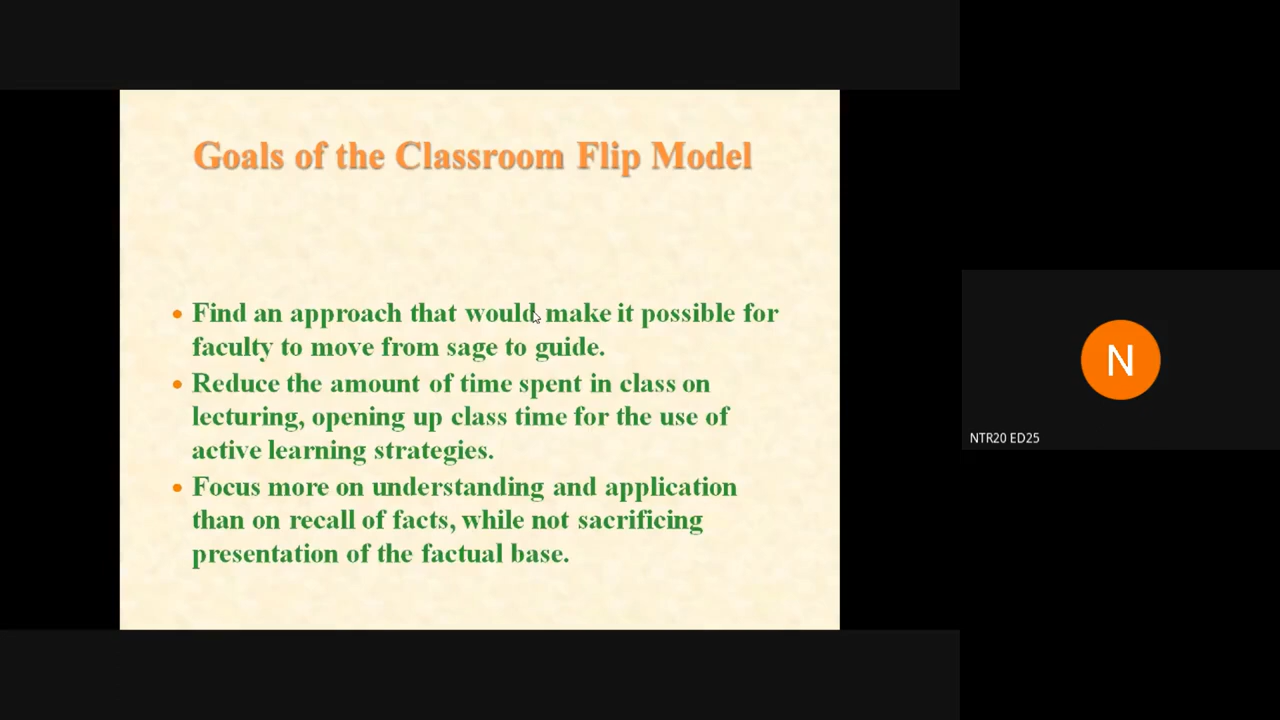 Goals of the Classroom Flip Model
• Find an approach that would make it possible for
faculty to move from sage to guide.
• Reduce the amount of time spent in class on
lecturing, opening up class time for the use of
active learning strategies.
• Focus more on understanding and application
than on recall of facts, while not sacrificing
presentation of the factual base.
N
NTR20 ED25